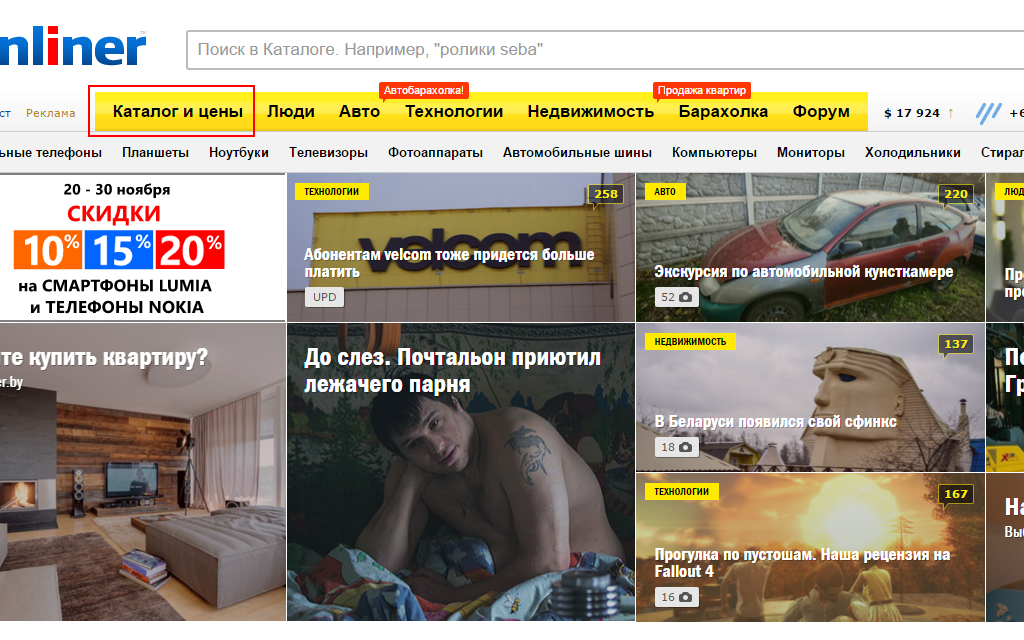 nliner
Поиск в Каталоге. Например, "ролики seba"
Автобарахолка!
Продажа квартир
ст
Реклама
Каталог и цены
Люди
Авто
Технологии
Недвижимость
Барахолка
Форум
$ 17 924 ↑
+6
ьные телефоны
Планшеты
Ноутбуки
Телевизоры
Фотоаппараты
Автомобильные шины
Компьютеры
Мониторы
Холодильники
Стирал
20 - 30 ноября
СКИДКИ
10% 15% 20%
на СМАРТФОНЫ LUMIA
и ТЕЛЕФОНЫ NOKIA
ТЕХНОЛОГИИ
258
velcom
Абонентам velcom тоже придется больше
платить
UPD
АВТО
220
Экскурсия по автомобильной кунсткамере
52
ЛЮД
Пр
пр
те купить квартиру?
er.by
До слез. Почтальон приютил
лежачего парня
НЕДВИЖИМОСТЬ
137
В Беларуси появился свой сфинкс
18
По
Гр
ТЕХНОЛОГИИ
167
Прогулка по пустошам. Наша рецензия на
Fallout 4
16
На
Выб